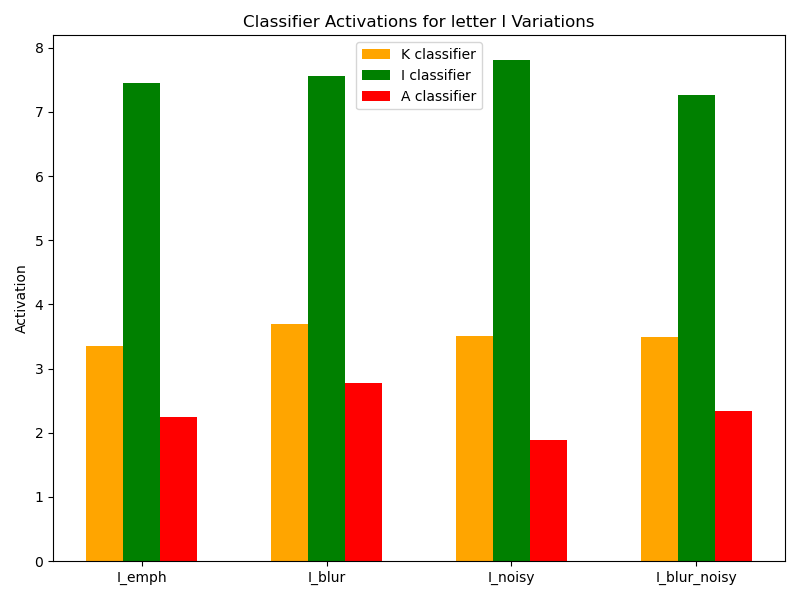 Classifier Activations for letter I Variations
K classifier
I classifier
A classifier
Activation
8
7
6
5
4
3
2
1
0
I_emph
I_blur
I_noisy
I_blur_noisy